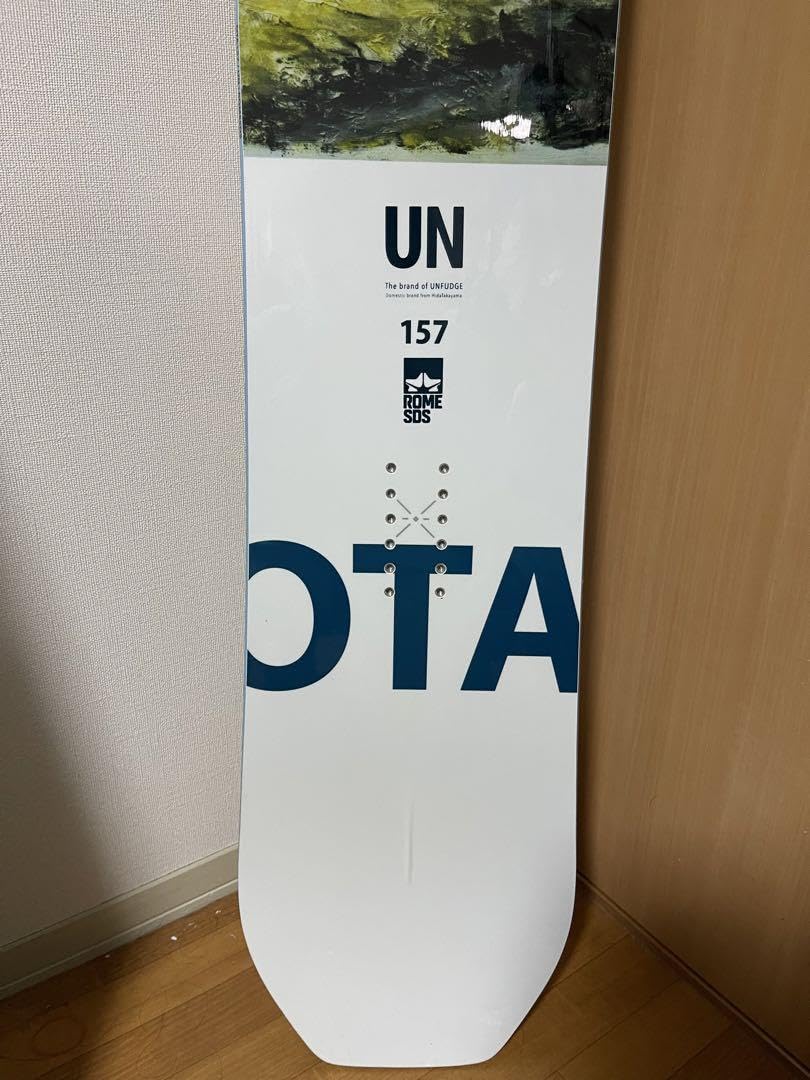 UN
The brand of UNFUDGE
Domestic brand from HidaTakayama
157
ROME
SDS
OTA